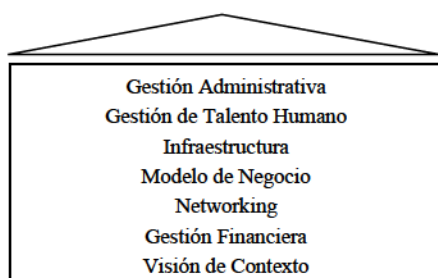 Gestión Administrativa
Gestión de Talento Humano
Infraestructura
Modelo de Negocio
Networking
Gestión Financiera
Visión de Contexto